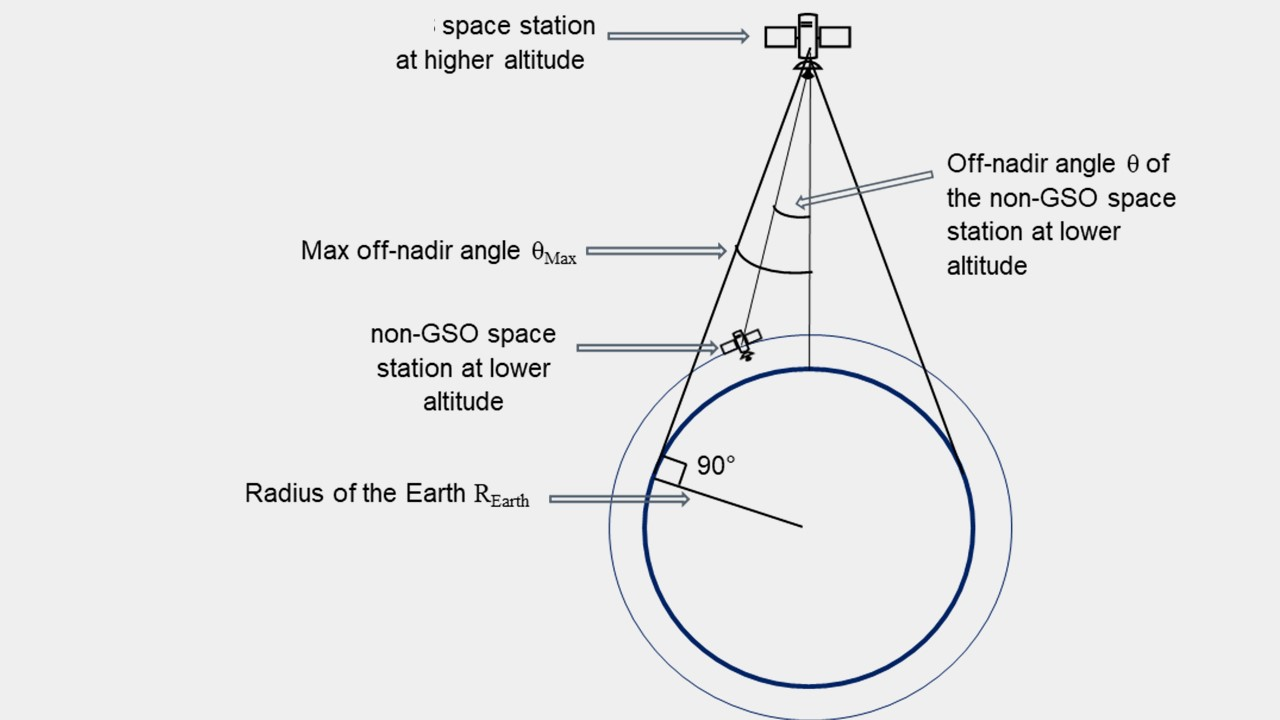 space station
at higher altitude
Off-nadir angle θ of
the non-GSO space
station at lower
altitude
Max off-nadir angle θMax
non-GSO space
station at lower
altitude
90°
Radius of the Earth REarth